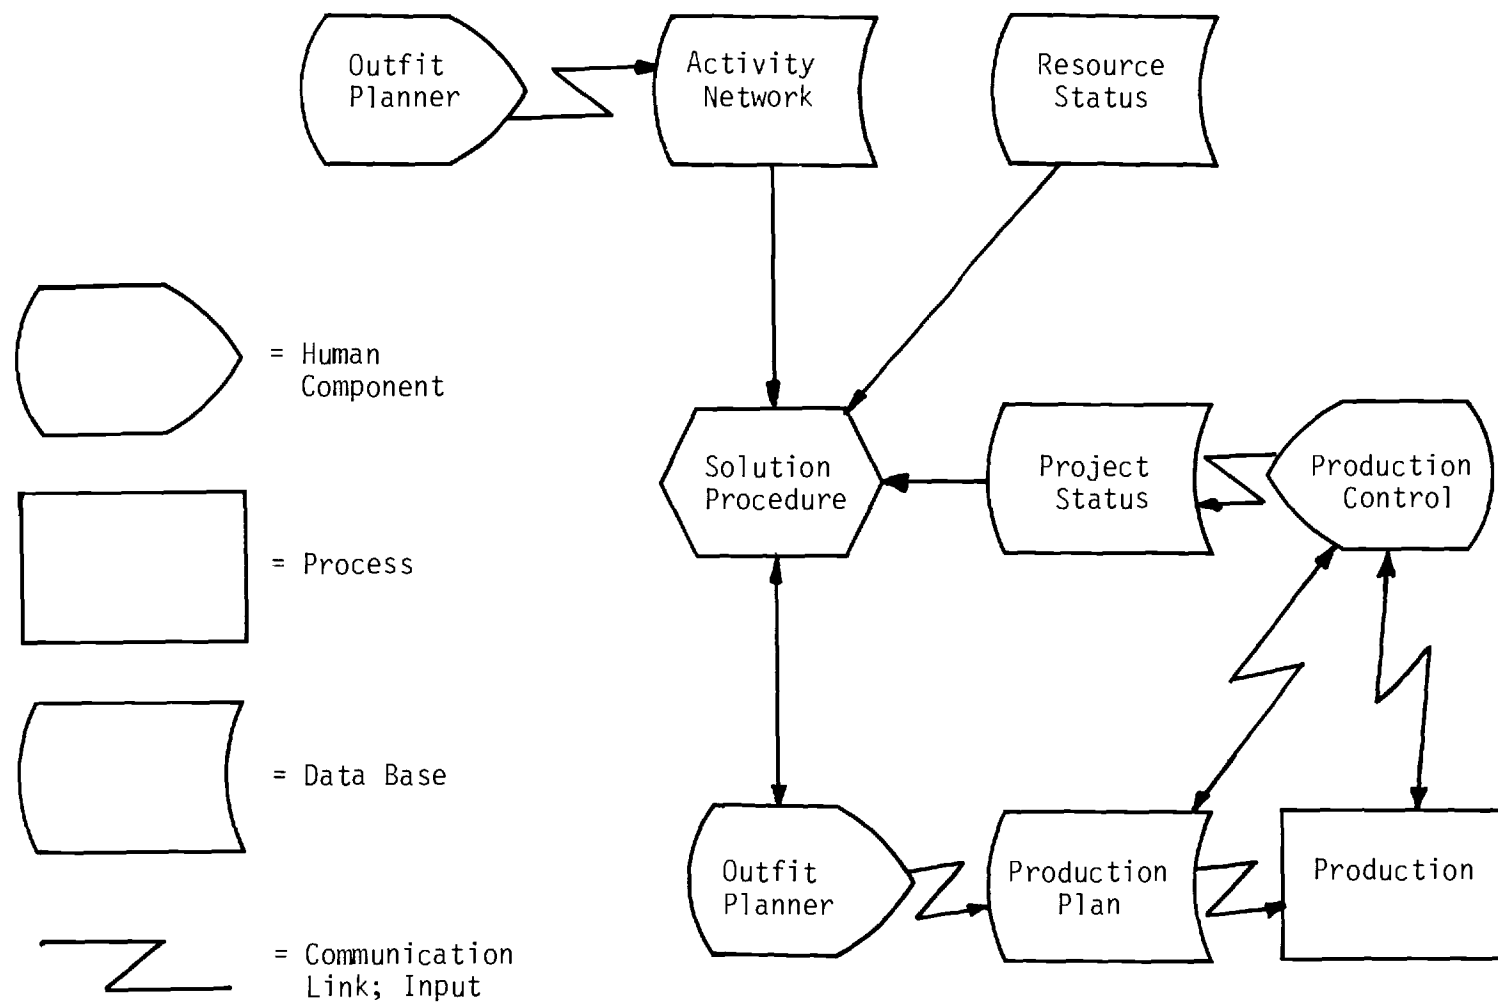 Outfit
Planner
Activity
Network
Resource
Status
= Human
Component
Solution
Procedure
Project
Status
Production
Control
= Process
= Data Base
Outfit
Planner
Production
Plan
Production
= Communication
Link; Input